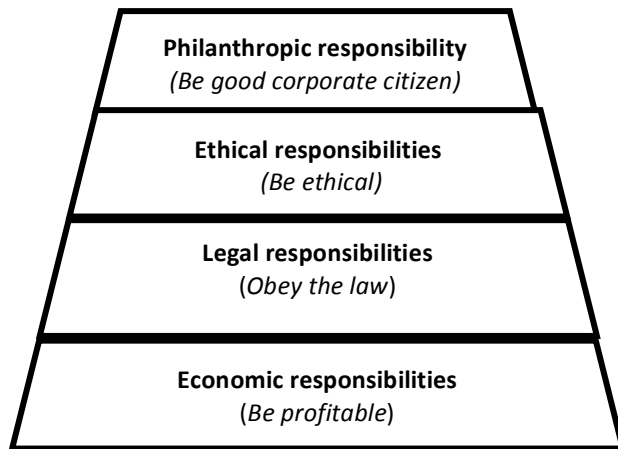 Philanthropic responsibility
(Be good corporate citizen)
Ethical responsibilities
(Be ethical)
Legal responsibilities
(Obey the law)
Economic responsibilities
(Be profitable)